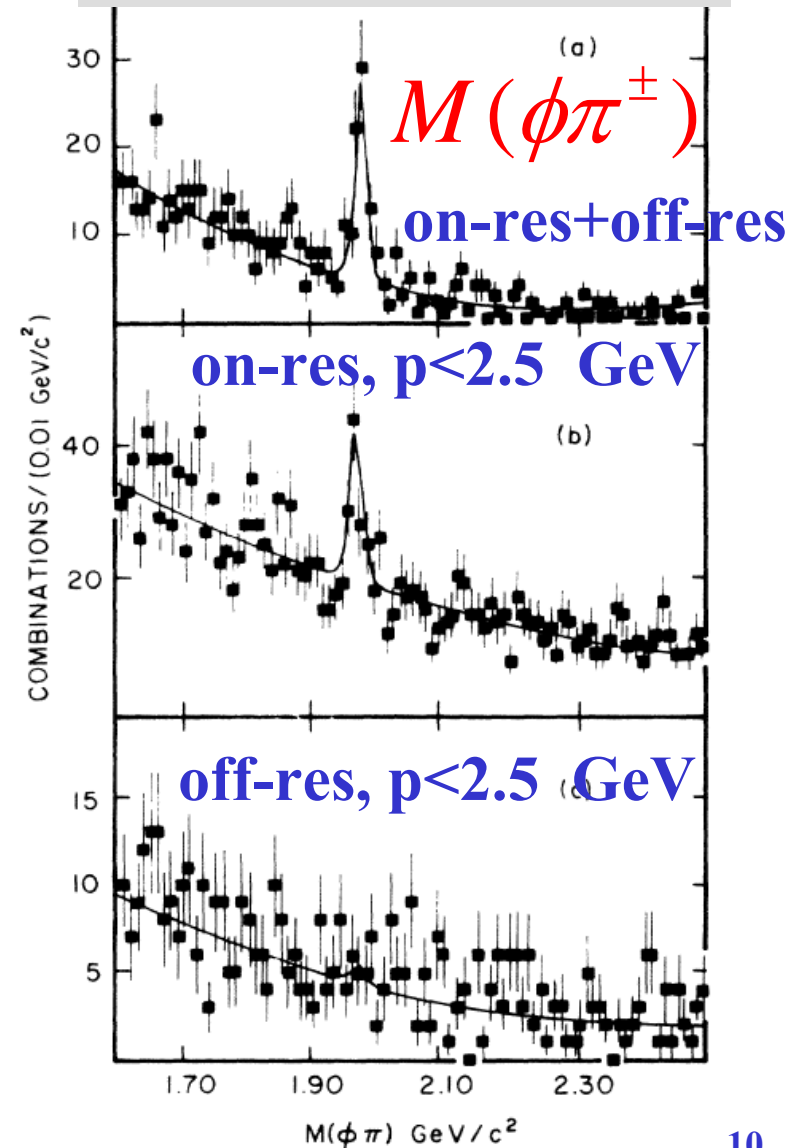 (a)
30
M(ϕπ±)
20
on-res+off-res
10
on-res, p<2.5 GeV
(b)
40
20
COMBINATIONS/(0.01 GeV/c²)
off-res, p<2.5 GeV
15
10
5
1.70 1.90 2.10 2.30
M(ϕπ) GeV/c²
10